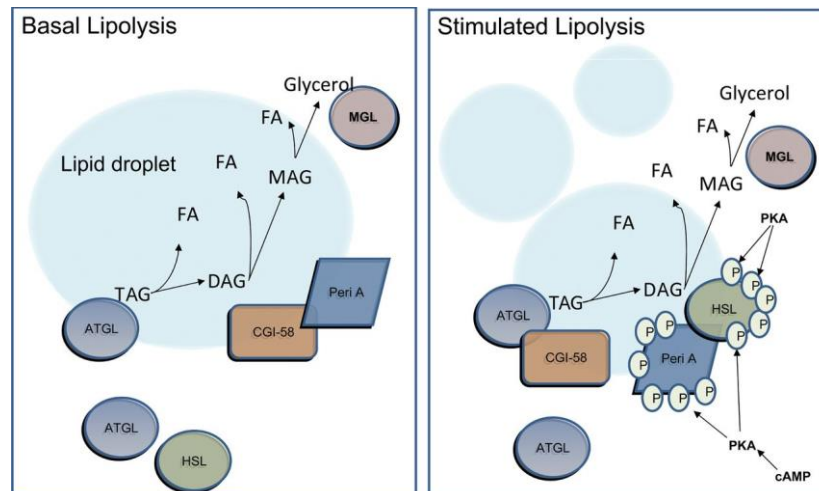 Basal Lipolysis
Glycerol
FA
MGL
Lipid droplet
FA
MAG
FA
TAG
DAG
Peri A
ATGL
CGI-58
ATGL
HSL
Stimulated Lipolysis
Glycerol
FA
MGL
FA
MAG
FA
PKA
TAG
DAG
P
P
P
P
P
P
HSL
ATGL
CGI-58
P
P
P
Peri A
P
P
P
ATGL
PKA
cAMP